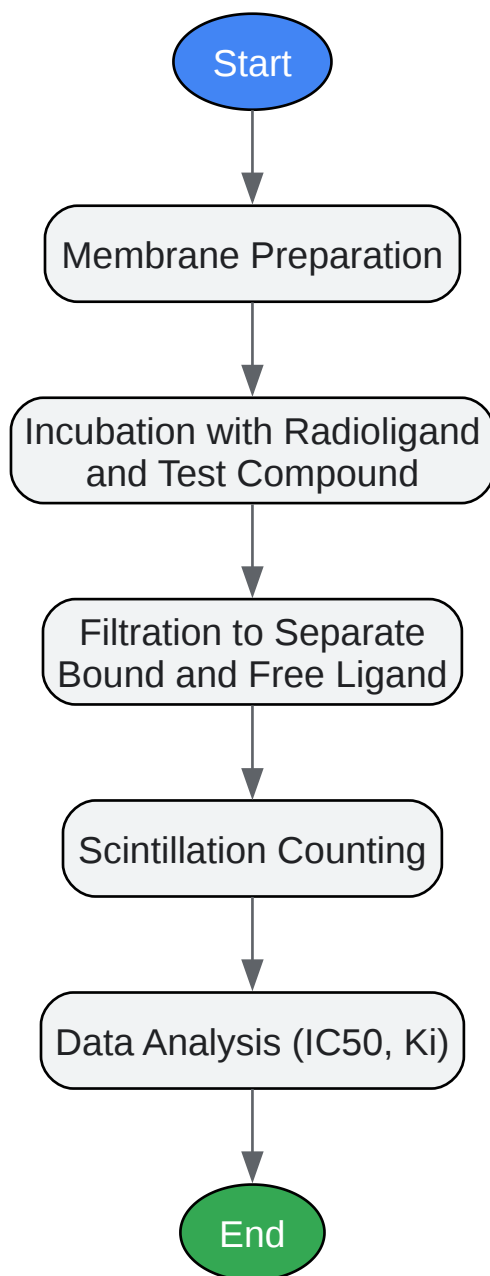 Start
Membrane Preparation
Incubation with Radioligand
and Test Compound
Filtration to Separate
Bound and Free Ligand
Scintillation Counting
Data Analysis (IC50, Ki)
End